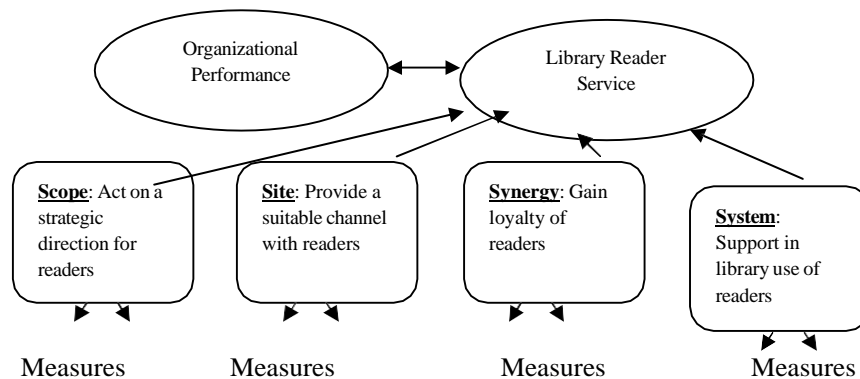 Organizational
Performance
Library Reader
Service
Scope: Act on a
strategic
direction for
readers
Site: Provide a
suitable channel
with readers
Synergy: Gain
loyalty of
readers
System:
Support in
library use of
readers
Measures
Measures
Measures
Measures